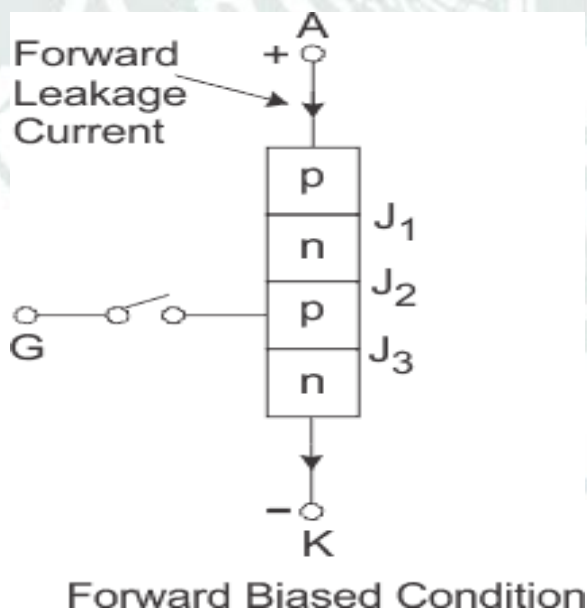 A
+
Forward
Leakage
Current
p
J1
n
J2
p
G
J3
n
-
K
Forward Biased Condition